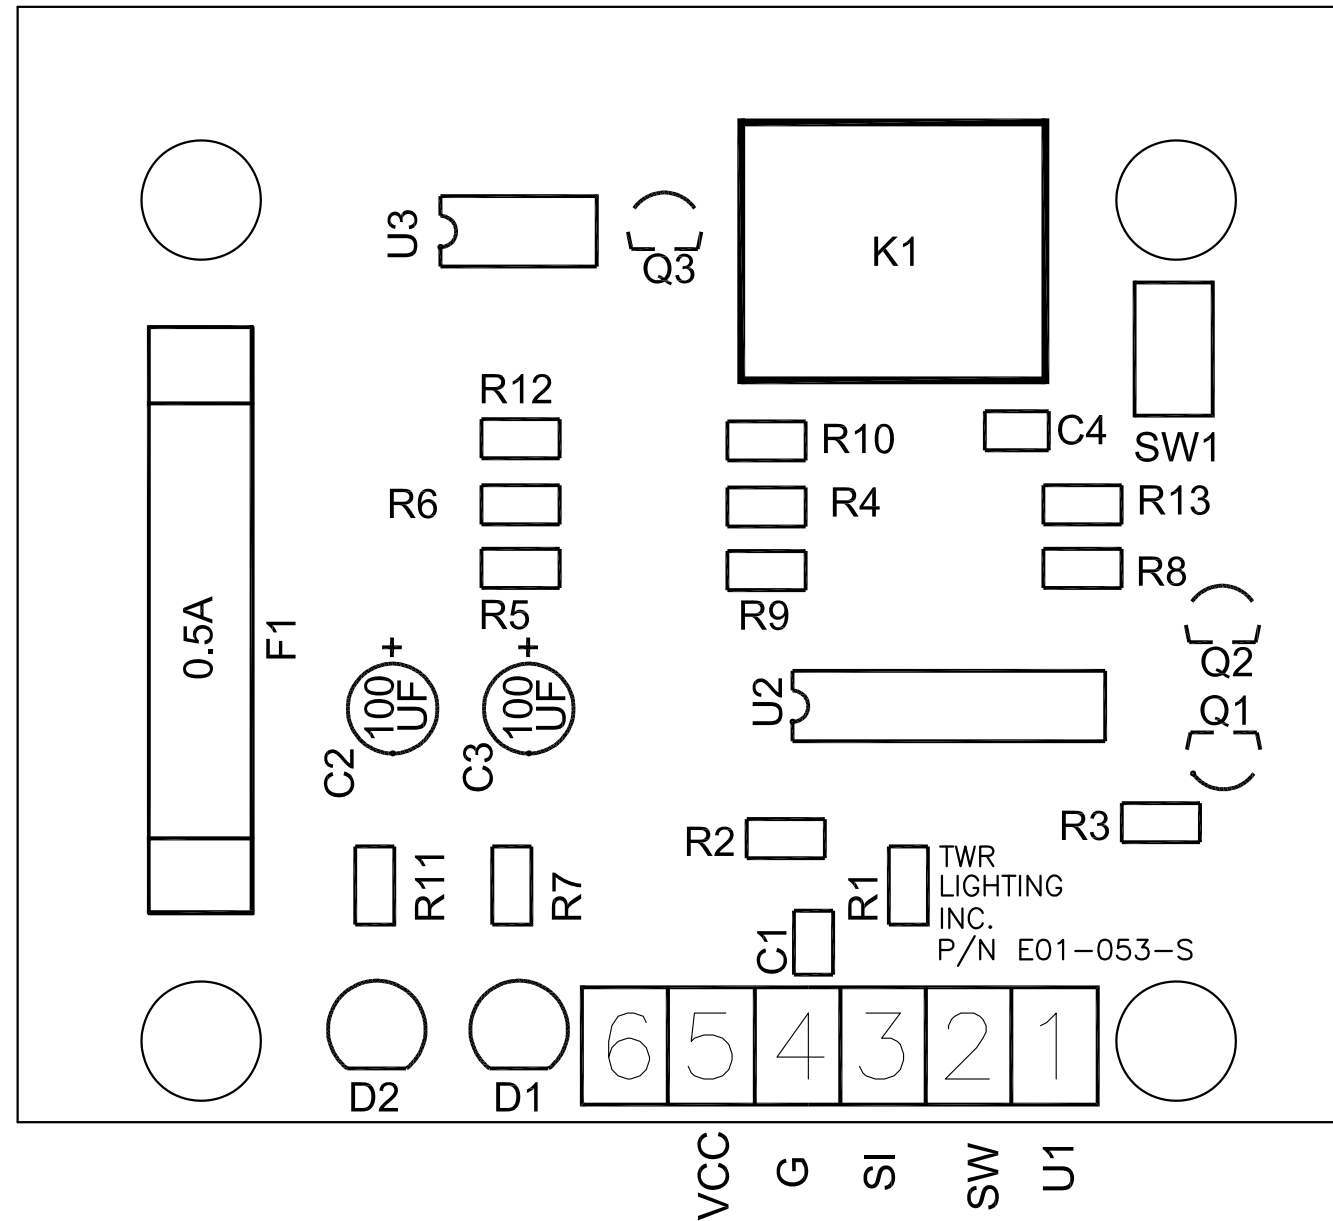 U3
Q3
K1
R12
R10
C4
SW1
R6
R4
R13
R5
R9
R8
0.5A
F1
+
+
100
UF
100
UF
C2
C3
U2
Q2
Q1
R2
R3
R11
R7
R1
C1
TWR
LIGHTING
INC.
P/N E01-053-S
D2
D1
6 5 4 3 2 1
VCC
G
SI
SW
U1